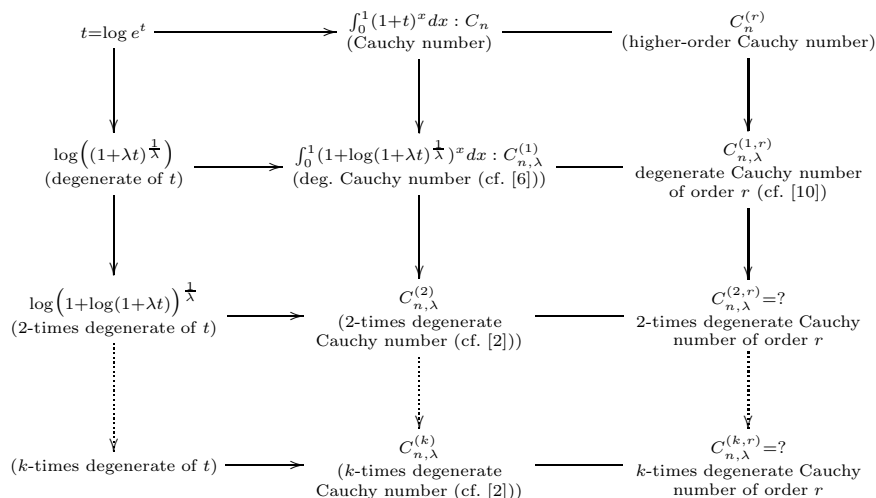 t=log e^t
∫_0^1(1+t)^x dx : C_n
(Cauchy number)
C_n^{(r)}
(higher-order Cauchy number)
log((1+λt)^{1/λ})
(degenerate of t)
∫_0^1(1+log(1+λt)^{1/λ})^x dx : C_{n,λ}^{(1)}
(deg. Cauchy number (cf. [6]))
C_{n,λ}^{(1,r)}
degenerate Cauchy number
of order r (cf. [10])
log(1+log(1+λt))^{1/λ}
(2-times degenerate of t)
C_{n,λ}^{(2)}
(2-times degenerate
Cauchy number (cf. [2]))
C_{n,λ}^{(2,r)}=?
2-times degenerate Cauchy
number of order r
(k-times degenerate of t)
C_{n,λ}^{(k)}
(k-times degenerate
Cauchy number (cf. [2]))
C_{n,λ}^{(k,r)}=?
k-times degenerate Cauchy
number of order r